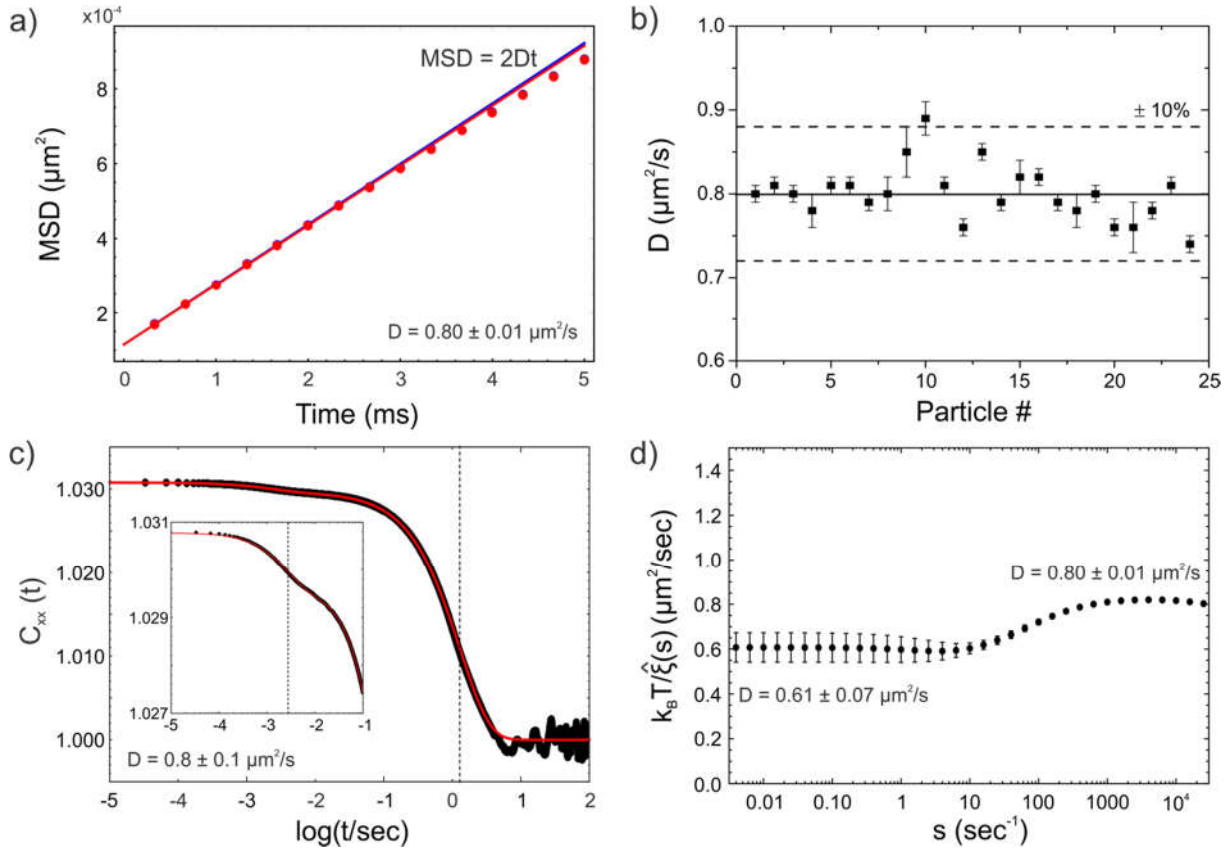 a)
×10⁻⁴
8
6
4
2
MSD (µm²)
MSD = 2Dt
D = 0.80 ± 0.01 µm²/s
0 1 2 3 4 5
Time (ms)
b)
1.0
0.9
0.8
0.7
0.6
D (µm²/s)
± 10%
0 5 10 15 20 25
Particle #
c)
1.030
1.020
1.010
1.000
Cₓₓ (t)
1.031
1.029
1.027
-5 -4 -3 -2 -1
D = 0.8 ± 0.1 µm²/s
-5 -4 -3 -2 -1 0 1 2
log(t/sec)
d)
1.4
1.2
1.0
0.8
0.6
0.4
0.2
0.0
k_B T/ξ̂(s) (µm²/sec)
D = 0.80 ± 0.01 µm²/s
D = 0.61 ± 0.07 µm²/s
0.01 0.10 1 10 100 1000 10⁴
s (sec⁻¹)